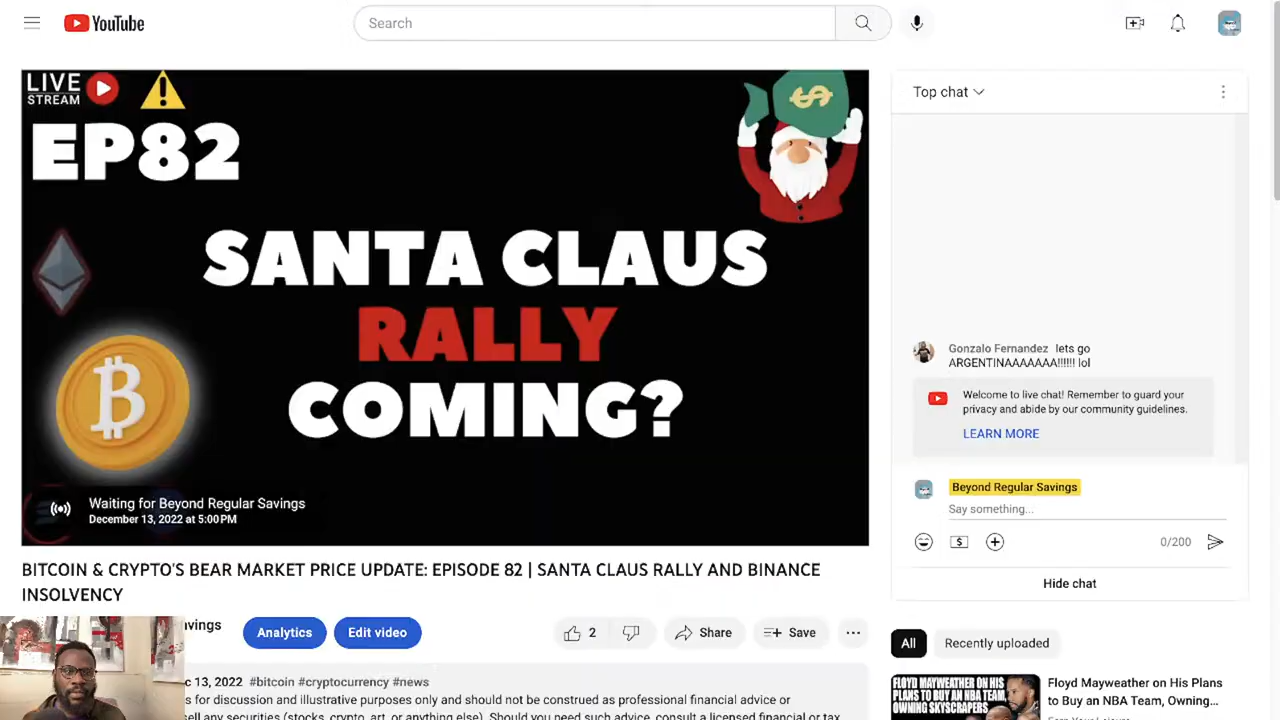 YouTube
Search
LIVE
STREAM
EP82
SANTA CLAUS
RALLY
COMING?
Waiting for Beyond Regular Savings
December 13, 2022 at 5:00 PM
BITCOIN & CRYPTO'S BEAR MARKET PRICE UPDATE: EPISODE 82 | SANTA CLAUS RALLY AND BINANCE
INSOLVENCY
Analytics
Edit video
2
Share
Save
13, 2022 #bitcoin #cryptocurrency #news
s for discussion and illustrative purposes only and should not be construed as professional financial advice or
any securities (stocks, crypto, art, or anything else). Should you need such advice, consult a licensed financial or tax
Top chat
Gonzalo Fernandez lets go
ARGENTINAAAAAAA!!!!!! lol
Welcome to live chat! Remember to guard your
privacy and abide by our community guidelines.
LEARN MORE
Beyond Regular Savings
Say something...
0/200
Hide chat
All
Recently uploaded
FLOYD MAYWEATHER ON HIS
PLANS TO BUY AN NBA TEAM,
OWNING
SKYSCRAPERS
Floyd Mayweather on His Plans
to Buy an NBA Team, Owning...